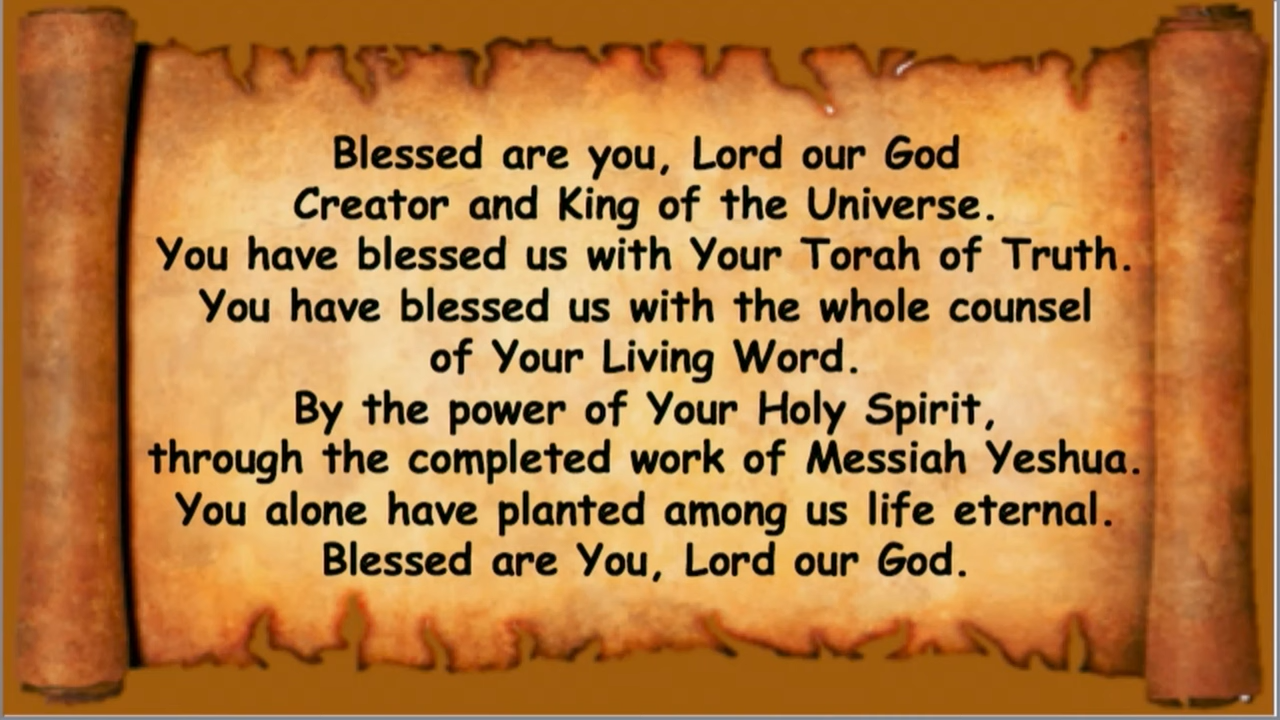 Blessed are you, Lord our God
Creator and King of the Universe.
You have blessed us with Your Torah of Truth.
You have blessed us with the whole counsel
of Your Living Word.
By the power of Your Holy Spirit,
through the completed work of Messiah Yeshua.
You alone have planted among us life eternal.
Blessed are You, Lord our God.